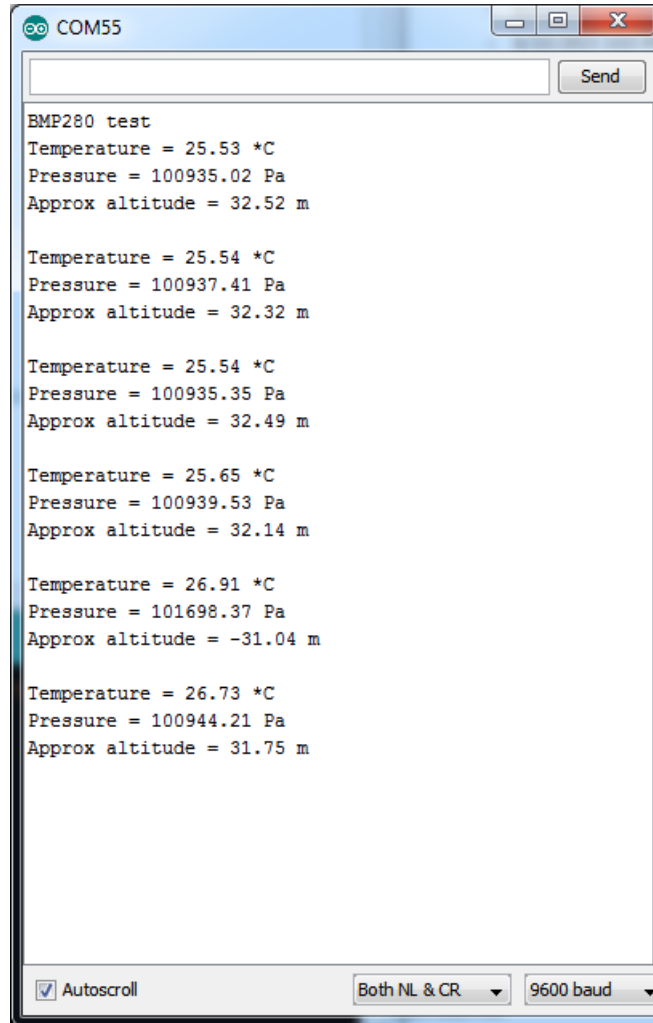 COM55
Send
BMP280 test
Temperature = 25.53 *C
Pressure = 100935.02 Pa
Approx altitude = 32.52 m
Temperature = 25.54 *C
Pressure = 100937.41 Pa
Approx altitude = 32.32 m
Temperature = 25.54 *C
Pressure = 100935.35 Pa
Approx altitude = 32.49 m
Temperature = 25.65 *C
Pressure = 100939.53 Pa
Approx altitude = 32.14 m
Temperature = 26.91 *C
Pressure = 101698.37 Pa
Approx altitude = -31.04 m
Temperature = 26.73 *C
Pressure = 100944.21 Pa
Approx altitude = 31.75 m
Autoscroll Both NL & CR 9600 baud